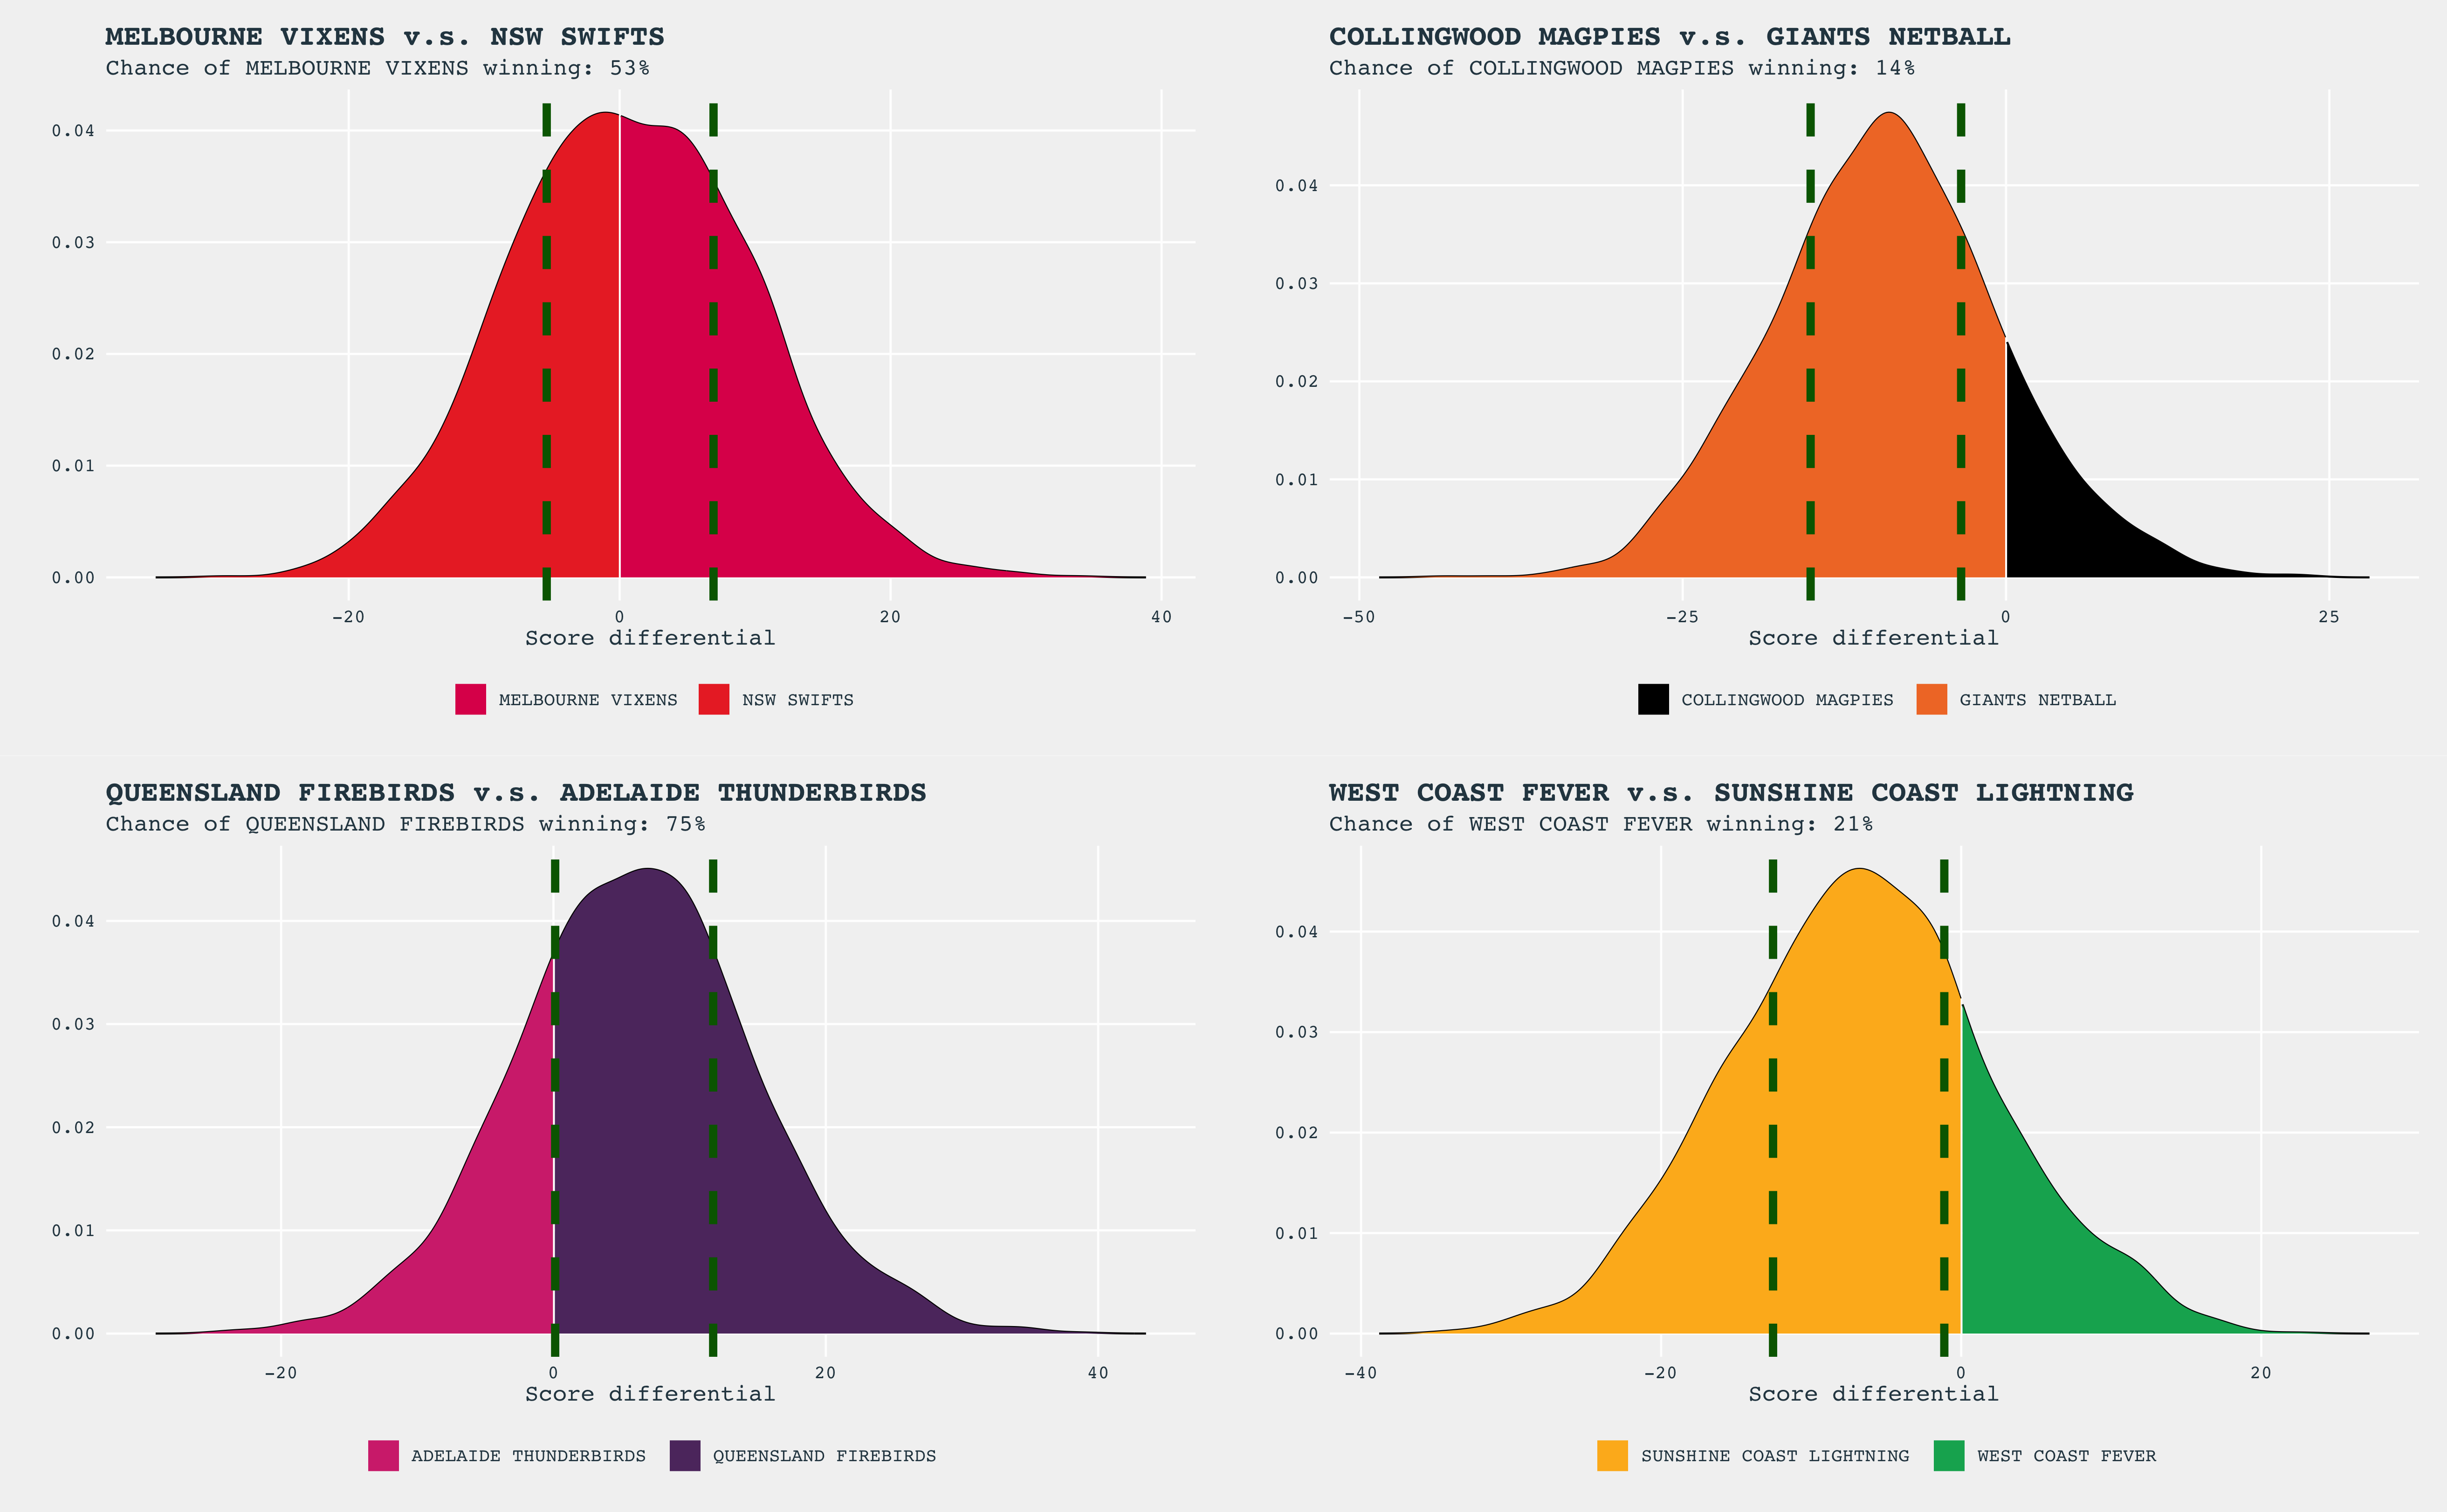 MELBOURNE VIXENS v.s. NSW SWIFTS
Chance of MELBOURNE VIXENS winning: 53%
0.04
0.03
0.02
0.01
0.00
-20 0 20 40
Score differential
MELBOURNE VIXENS NSW SWIFTS
COLLINGWOOD MAGPIES v.s. GIANTS NETBALL
Chance of COLLINGWOOD MAGPIES winning: 14%
0.04
0.03
0.02
0.01
0.00
-50 -25 0 25
Score differential
COLLINGWOOD MAGPIES GIANTS NETBALL
QUEENSLAND FIREBIRDS v.s. ADELAIDE THUNDERBIRDS
Chance of QUEENSLAND FIREBIRDS winning: 75%
0.04
0.03
0.02
0.01
0.00
-20 0 20 40
Score differential
ADELAIDE THUNDERBIRDS QUEENSLAND FIREBIRDS
WEST COAST FEVER v.s. SUNSHINE COAST LIGHTNING
Chance of WEST COAST FEVER winning: 21%
0.04
0.03
0.02
0.01
0.00
-40 -20 0 20
Score differential
SUNSHINE COAST LIGHTNING WEST COAST FEVER